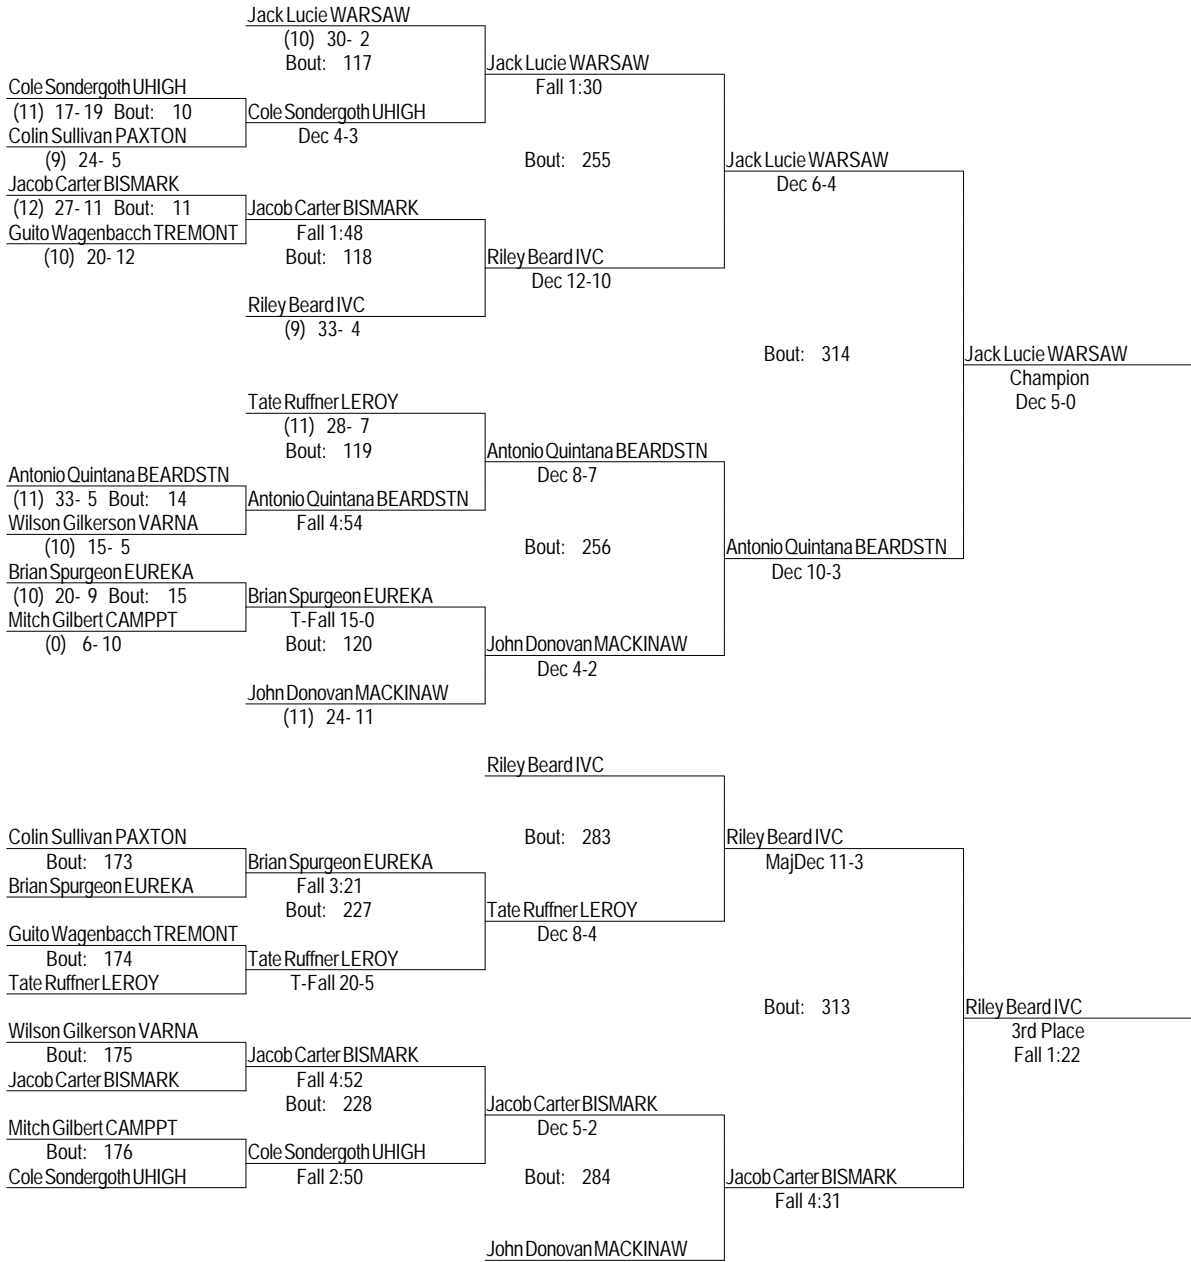 Jack Lucie WARSAW
(10) 30- 2
Bout: 117
Jack Lucie WARSAW
Fall 1:30
Cole Sondergoth UHIGH
(11) 17- 19 Bout: 10
Cole Sondergoth UHIGH
Dec 4-3
Colin Sullivan PAXTON
(9) 24- 5
Bout: 255
Jack Lucie WARSAW
Dec 6-4
Jacob Carter BISMARK
(12) 27- 11 Bout: 11
Jacob Carter BISMARK
Fall 1:48
Guito Wagenbacch TREMONT
(10) 20- 12
Bout: 118
Riley Beard IVC
Dec 12-10
Riley Beard IVC
(9) 33- 4
Bout: 314
Jack Lucie WARSAW
Champion
Dec 5-0
Tate Ruffner LEROY
(11) 28- 7
Bout: 119
Antonio Quintana BEARDSTN
Dec 8-7
Antonio Quintana BEARDSTN
(11) 33- 5 Bout: 14
Antonio Quintana BEARDSTN
Fall 4:54
Wilson Gilkerson VARNA
(10) 15- 5
Bout: 256
Antonio Quintana BEARDSTN
Dec 10-3
Brian Spurgeon EUREKA
(10) 20- 9 Bout: 15
Brian Spurgeon EUREKA
T-Fall 15-0
Mitch Gilbert CAMPPT
(0) 6- 10
Bout: 120
John Donovan MACKINAW
Dec 4-2
John Donovan MACKINAW
(11) 24- 11
Riley Beard IVC
Bout: 283
Riley Beard IVC
MajDec 11-3
Colin Sullivan PAXTON
Bout: 173
Brian Spurgeon EUREKA
Brian Spurgeon EUREKA
Fall 3:21
Bout: 227
Tate Ruffner LEROY
Dec 8-4
Guito Wagenbacch TREMONT
Bout: 174
Tate Ruffner LEROY
Tate Ruffner LEROY
T-Fall 20-5
Bout: 313
Riley Beard IVC
3rd Place
Fall 1:22
Wilson Gilkerson VARNA
Bout: 175
Jacob Carter BISMARK
Jacob Carter BISMARK
Fall 4:52
Bout: 228
Jacob Carter BISMARK
Dec 5-2
Mitch Gilbert CAMPPT
Bout: 176
Cole Sondergoth UHIGH
Cole Sondergoth UHIGH
Fall 2:50
Bout: 284
Jacob Carter BISMARK
Fall 4:31
John Donovan MACKINAW